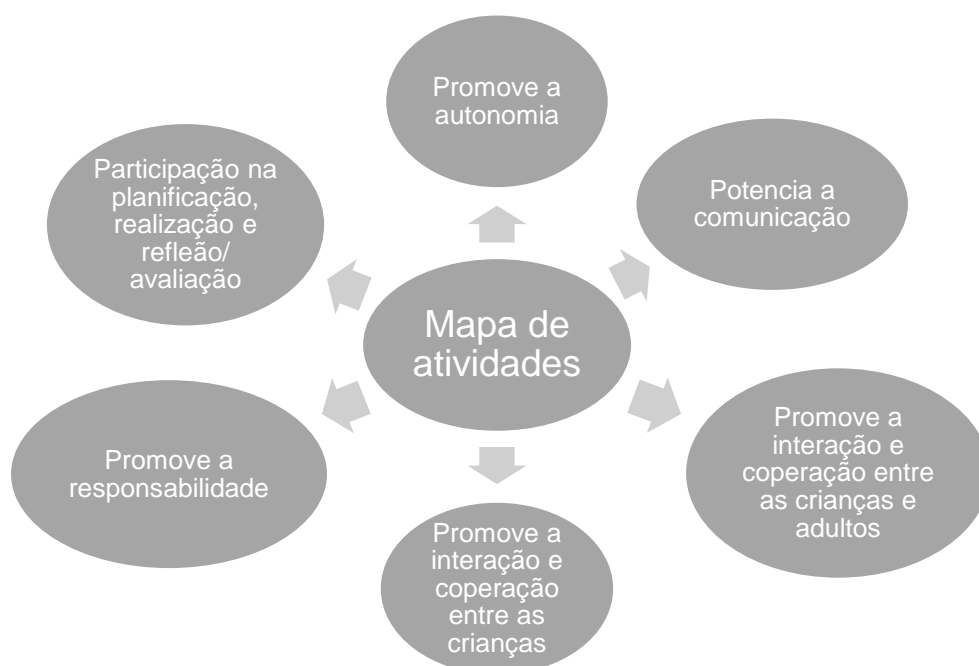 Promove a
autonomia
Participação na
planificação,
realização e
refleão/
avaliação
Potencia a
comunicação
Mapa de
atividades
Promove a
responsabilidade
Promove a
interação e
coperação entre
as crianças e
adultos
Promove a
interação e
coperação
entre as
crianças